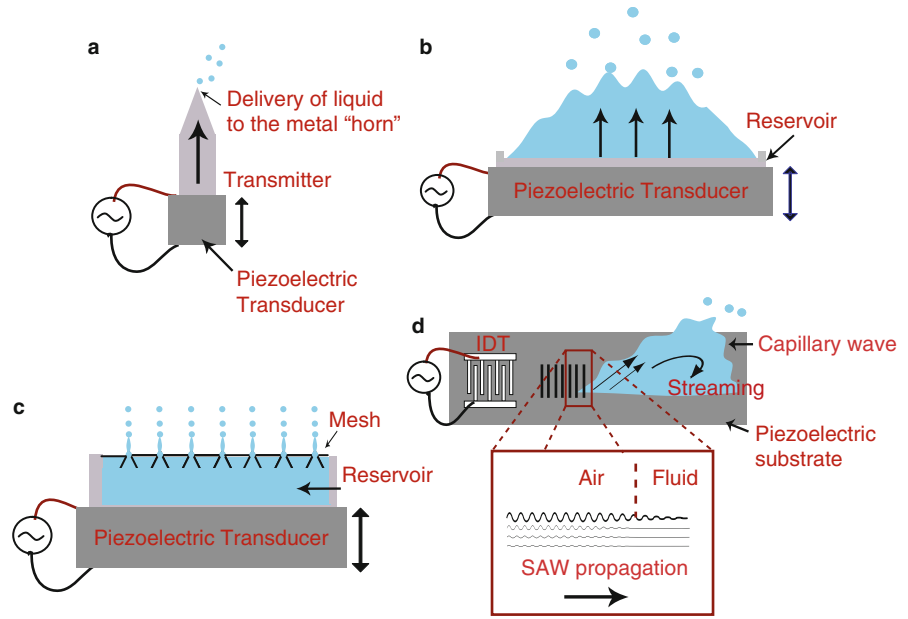 a
Delivery of liquid
to the metal “horn”
Transmitter
Piezoelectric
Transducer
b
Reservoir
Piezoelectric Transducer
c
Mesh
Reservoir
Piezoelectric Transducer
d
IDT
Capillary wave
Streaming
Piezoelectric
substrate
Air
Fluid
SAW propagation